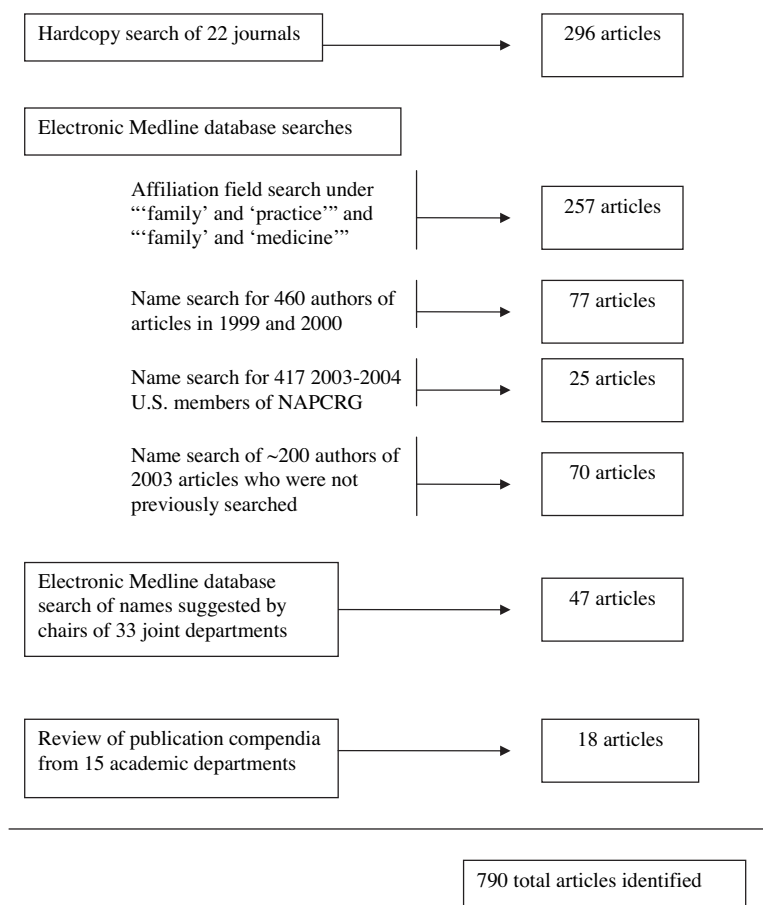 Hardcopy search of 22 journals
296 articles
Electronic Medline database searches
Affiliation field search under
“‘family’ and ‘practice’” and
“‘family’ and ‘medicine’”
257 articles
Name search for 460 authors of
articles in 1999 and 2000
77 articles
Name search for 417 2003-2004
U.S. members of NAPCRG
25 articles
Name search of ~200 authors of
2003 articles who were not
previously searched
70 articles
Electronic Medline database
search of names suggested by
chairs of 33 joint departments
47 articles
Review of publication compendia
from 15 academic departments
18 articles
790 total articles identified